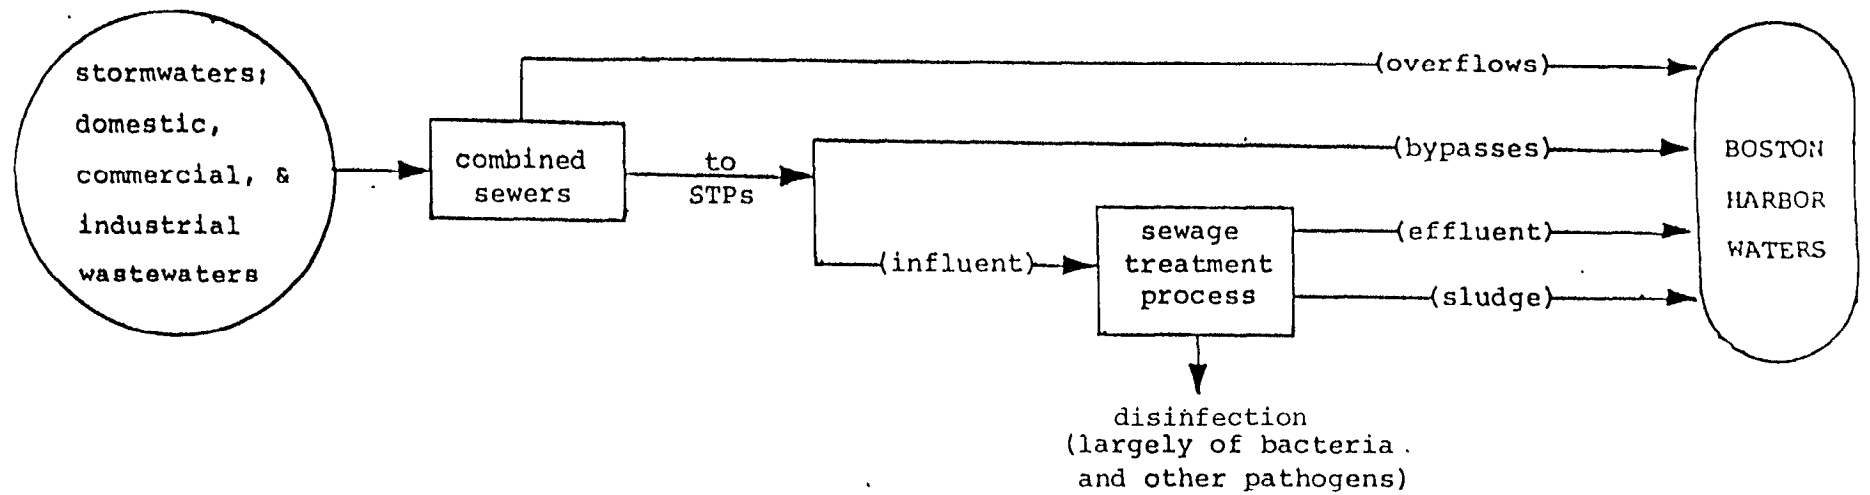 stormwaters;
domestic,
commercial, &
industrial
wastewaters
combined
sewers
to
STPs
(overflows)
(bypasses)
(influent)
sewage
treatment
process
(effluent)
(sludge)
disinfection
(largely of bacteria
and other pathogens)
BOSTON
HARBOR
WATERS